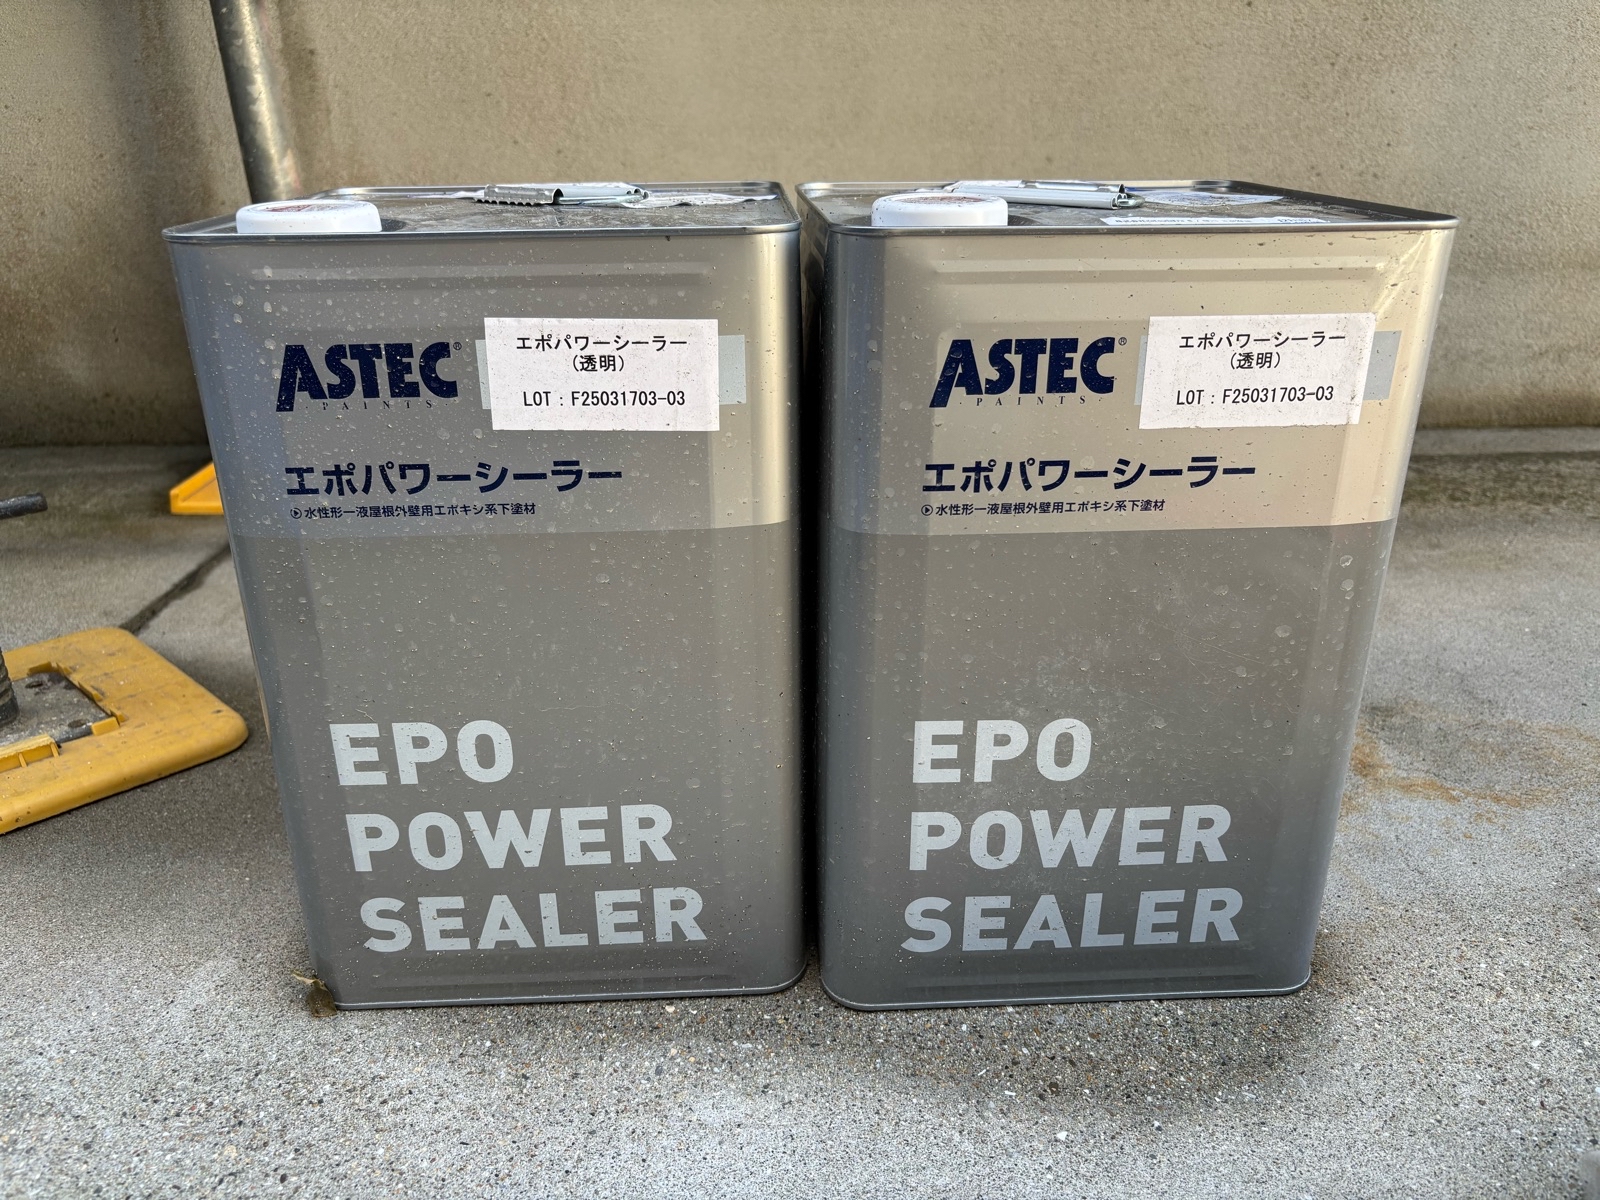 ASTEC®
PAINTS
エポパワーシーラー
(透明)
LOT : F25031703-03
エポパワーシーラー
水性形一液屋根外壁用エポキシ系下塗材
EPO
POWER
SEALER
ASTEC®
PAINTS
エポパワーシーラー
(透明)
LOT : F25031703-03
エポパワーシーラー
水性形一液屋根外壁用エポキシ系下塗材
EPO
POWER
SEALER